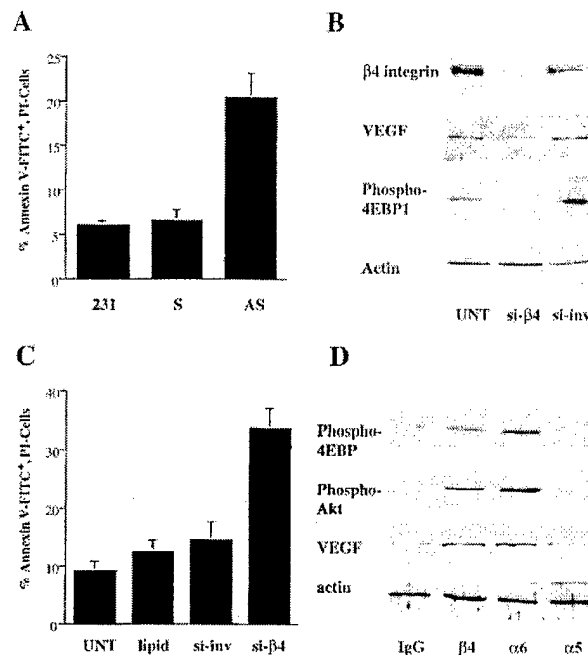 A
% Annexin V-FITC+, PI-Cells
25
20
15
10
5
0
231 S AS
B
β4 integrin
VEGF
Phospho-
4EBP1
Actin
UNT si-β4 si-inv
C
% Annexin V-FITC+, PI-Cells
40
30
20
10
0
UNT lipid si-inv si-β4
D
Phospho-
4EBP
Phospho-
Akt
VEGF
actin
IgG β4 α6 α5